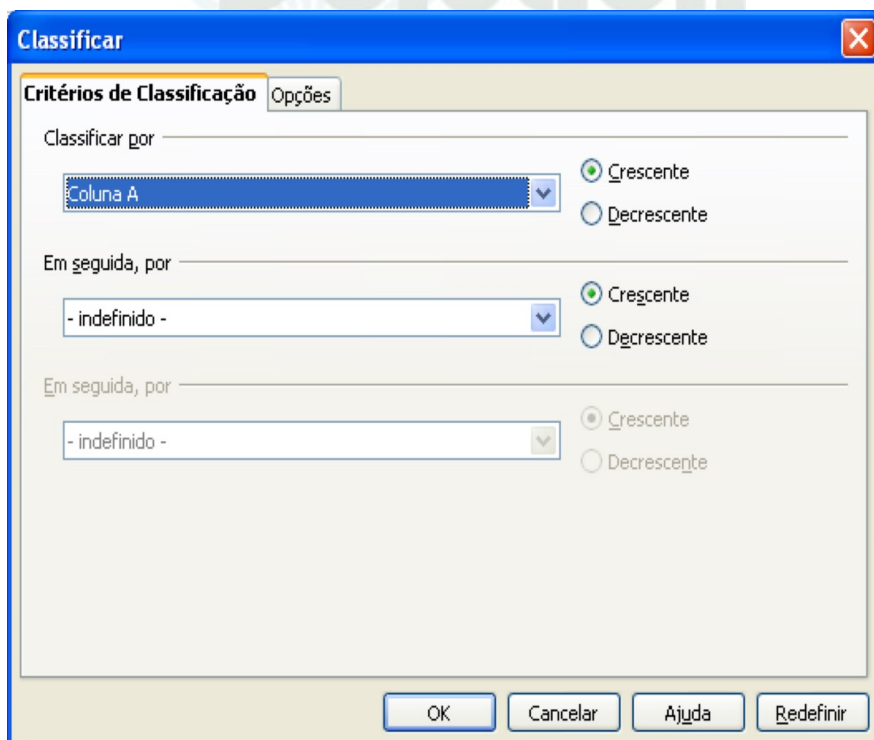 Classificar
Critérios de Classificação Opções
Classificar por
Coluna A
Crescente
Decrescente
Em seguida, por
- indefinido -
Crescente
Decrescente
Em seguida, por
- indefinido -
Crescente
Decrescente
OK Cancelar Ajuda Redefinir